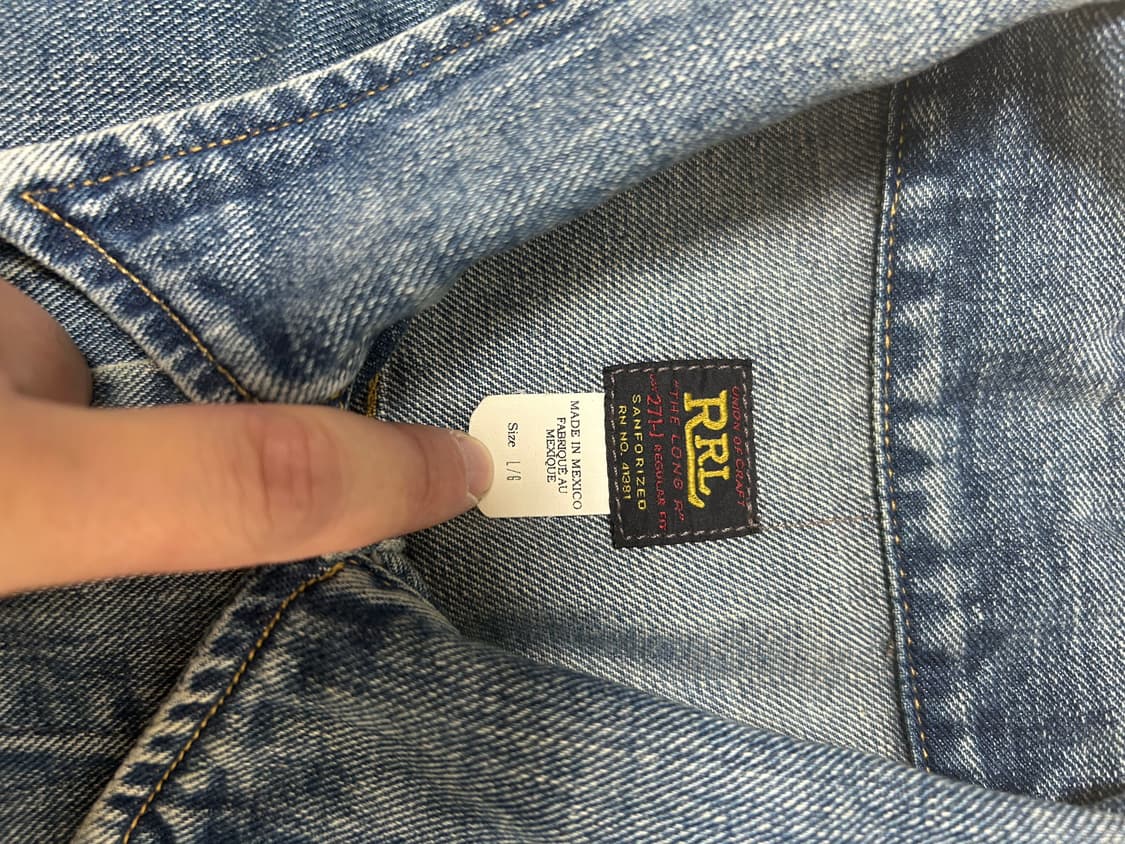 UNION OF CRAFT
RRL
"THE LONG R"
271-J REGULAR FIT
SANFORIZED
RN NO. 41381
MADE IN MEXICO
FABRIQUÉ AU
MEXIQUE
Size L/G